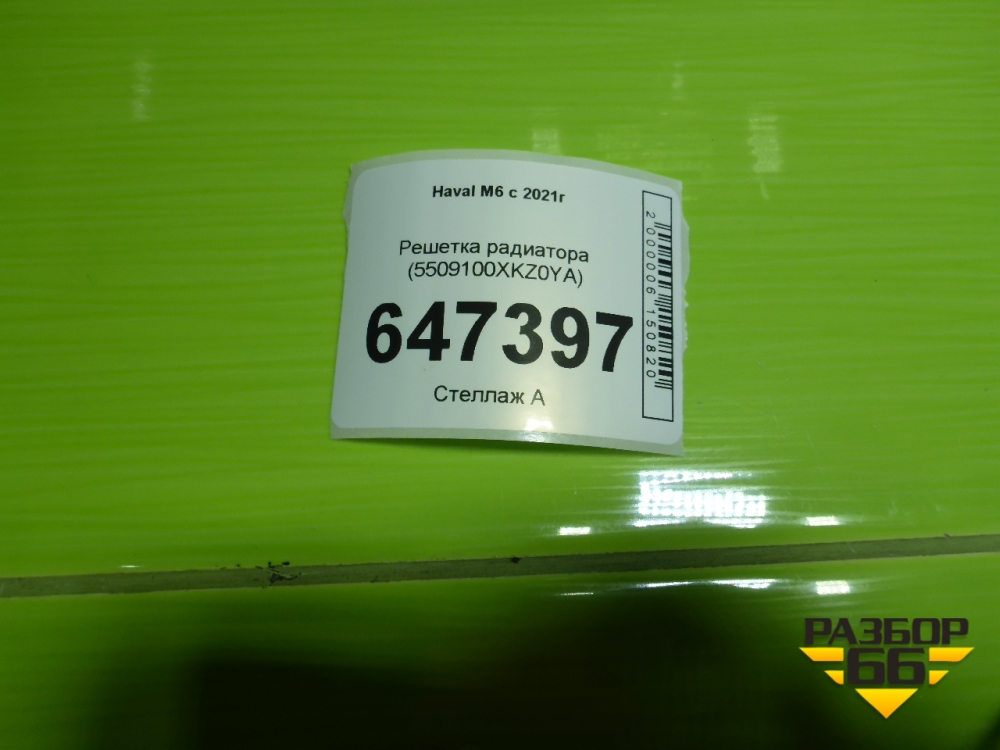 Haval M6 с 2021г
Решетка радиатора
(5509100XKZ0YA)
647397
Стеллаж А
2000006150820
РАЗБОР
66